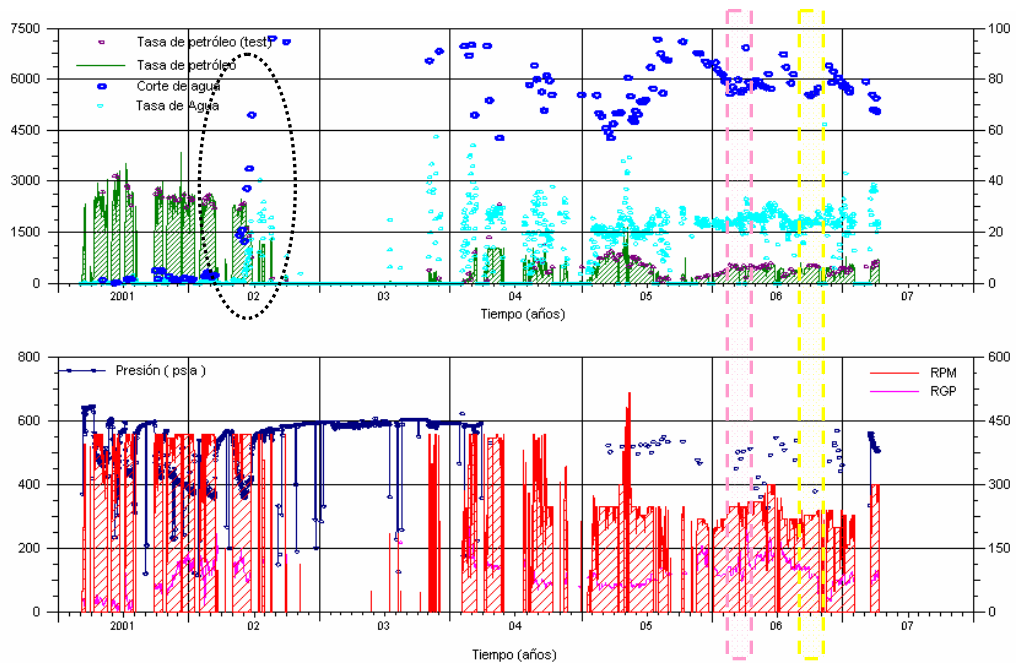 7500
6000
4500
3000
1500
0
100
80
60
40
20
0
Tasa de petróleo (test)
Tasa de petróleo
Corte de agua
Tasa de Agua
2001 02 03 04 05 06 07
Tiempo (años)
800
600
400
200
0
600
450
300
150
0
Presión ( psia )
RPM
RGP
2001 02 03 04 05 06 07
Tiempo (años)